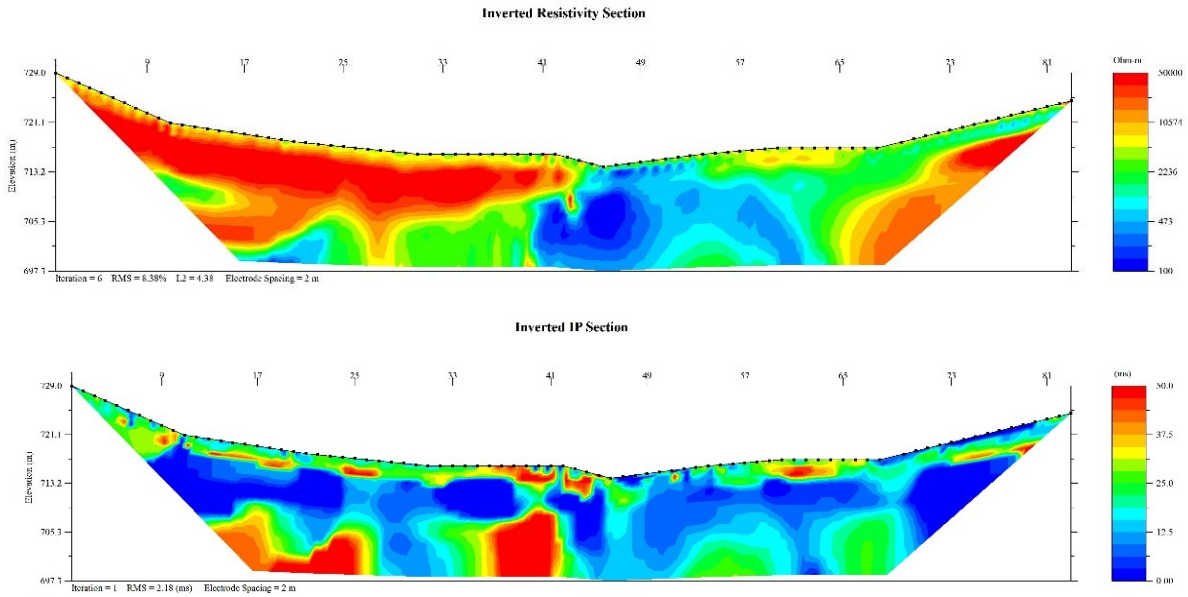 Inverted Resistivity Section
9 17 25 33 41 49 57 65 73 81
Ohm-m
729.0
721.1
713.2
705.3
697.3
Elevation (m)
50000
10574
2236
473
100
Iteration = 6 RMS = 8.38% L2 = 4.38 Electrode Spacing = 2 m
Inverted IP Section
9 17 25 33 41 49 57 65 73 81
(ms)
729.0
721.1
713.2
705.3
697.3
Elevation (m)
50.0
37.5
25.0
12.5
0.0
Iteration = 1 RMS = 2.18 (ms) Electrode Spacing = 2 m